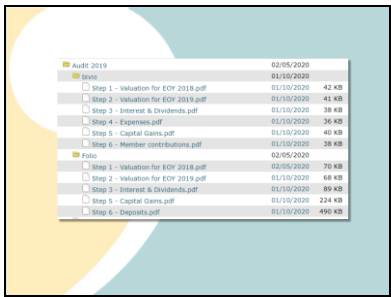 Audit 2019 02/05/2020
bivio 01/10/2020
Step 1 - Valuation for EOY 2018.pdf 01/10/2020 42 KB
Step 2 - Valuation for EOY 2019.pdf 01/10/2020 41 KB
Step 3 - Interest & Dividends.pdf 01/10/2020 38 KB
Step 4 - Expenses.pdf 01/10/2020 36 KB
Step 5 - Capital Gains.pdf 01/10/2020 40 KB
Step 6 - Member contributions.pdf 01/10/2020 38 KB
Folio 02/05/2020
Step 1 - Valuation for EOY 2018.pdf 02/05/2020 70 KB
Step 2 - Valuation for EOY 2019.pdf 01/10/2020 68 KB
Step 3 - Interest & Dividends.pdf 01/10/2020 89 KB
Step 5 - Capital Gains.pdf 01/10/2020 224 KB
Step 6 - Deposits.pdf 01/10/2020 490 KB